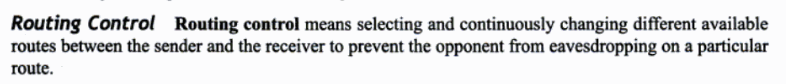 Routing Control Routing control means selecting and continuously changing different available
routes between the sender and the receiver to prevent the opponent from eavesdropping on a particular
route.